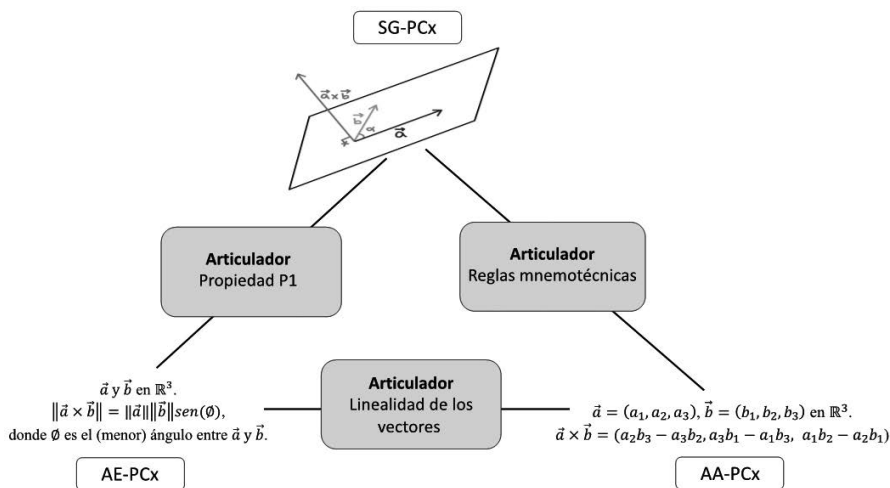 SG-PCx
a⃗×b⃗
b⃗
α
a⃗
Articulador
Propiedad P1
Articulador
Reglas mnemotécnicas
a⃗ y b⃗ en ℝ³.
‖a⃗ × b⃗‖ = ‖a⃗‖‖b⃗‖sen(∅),
donde ∅ es el (menor) ángulo entre a⃗ y b⃗.
AE-PCx
Articulador
Linealidad de los
vectores
a⃗ = (a₁, a₂, a₃), b⃗ = (b₁, b₂, b₃) en ℝ³.
a⃗ × b⃗ = (a₂b₃ − a₃b₂, a₃b₁ − a₁b₃, a₁b₂ − a₂b₁)
AA-PCx